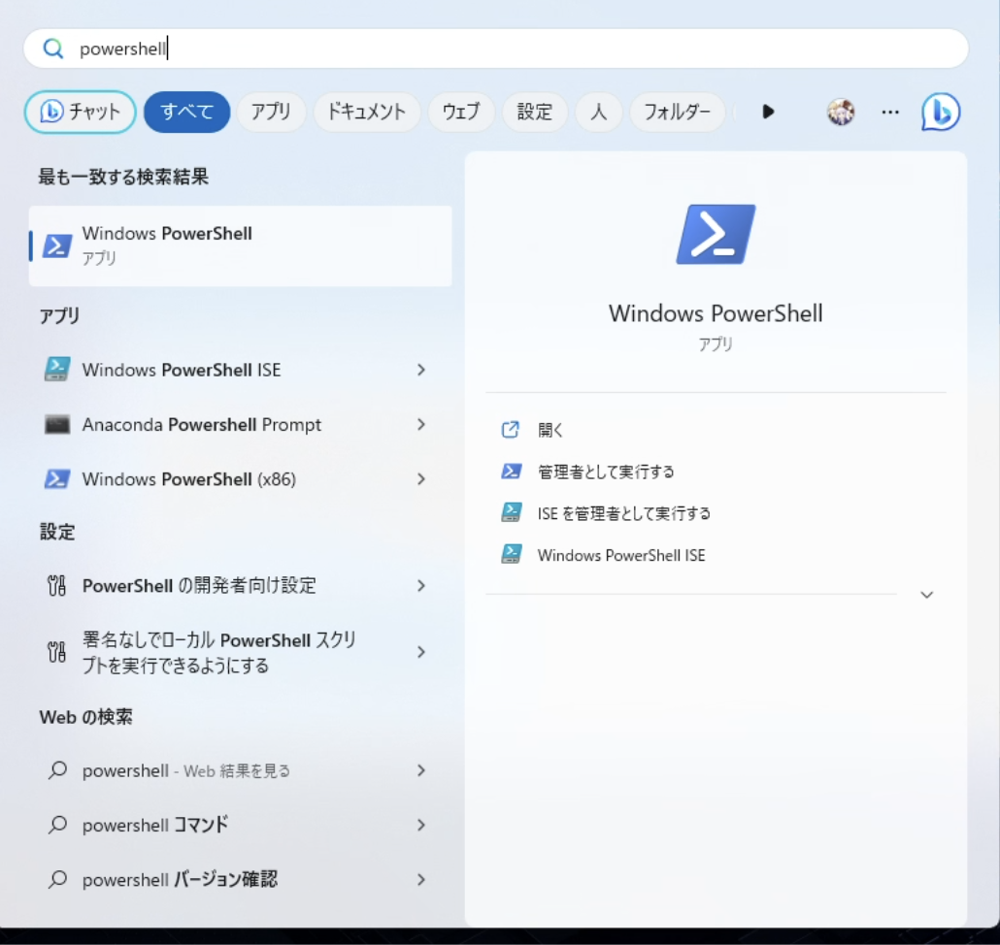 powershell
チャット すべて アプリ ドキュメント ウェブ 設定 人 フォルダー
最も一致する検索結果
Windows PowerShell
アプリ
アプリ
Windows PowerShell ISE
Anaconda Powershell Prompt
Windows PowerShell (x86)
設定
PowerShell の開発者向け設定
署名なしでローカル PowerShell スクリ
プトを実行できるようにする
Web の検索
powershell - Web 結果を見る
powershell コマンド
powershell バージョン確認
Windows PowerShell
アプリ
開く
管理者として実行する
ISE を管理者として実行する
Windows PowerShell ISE